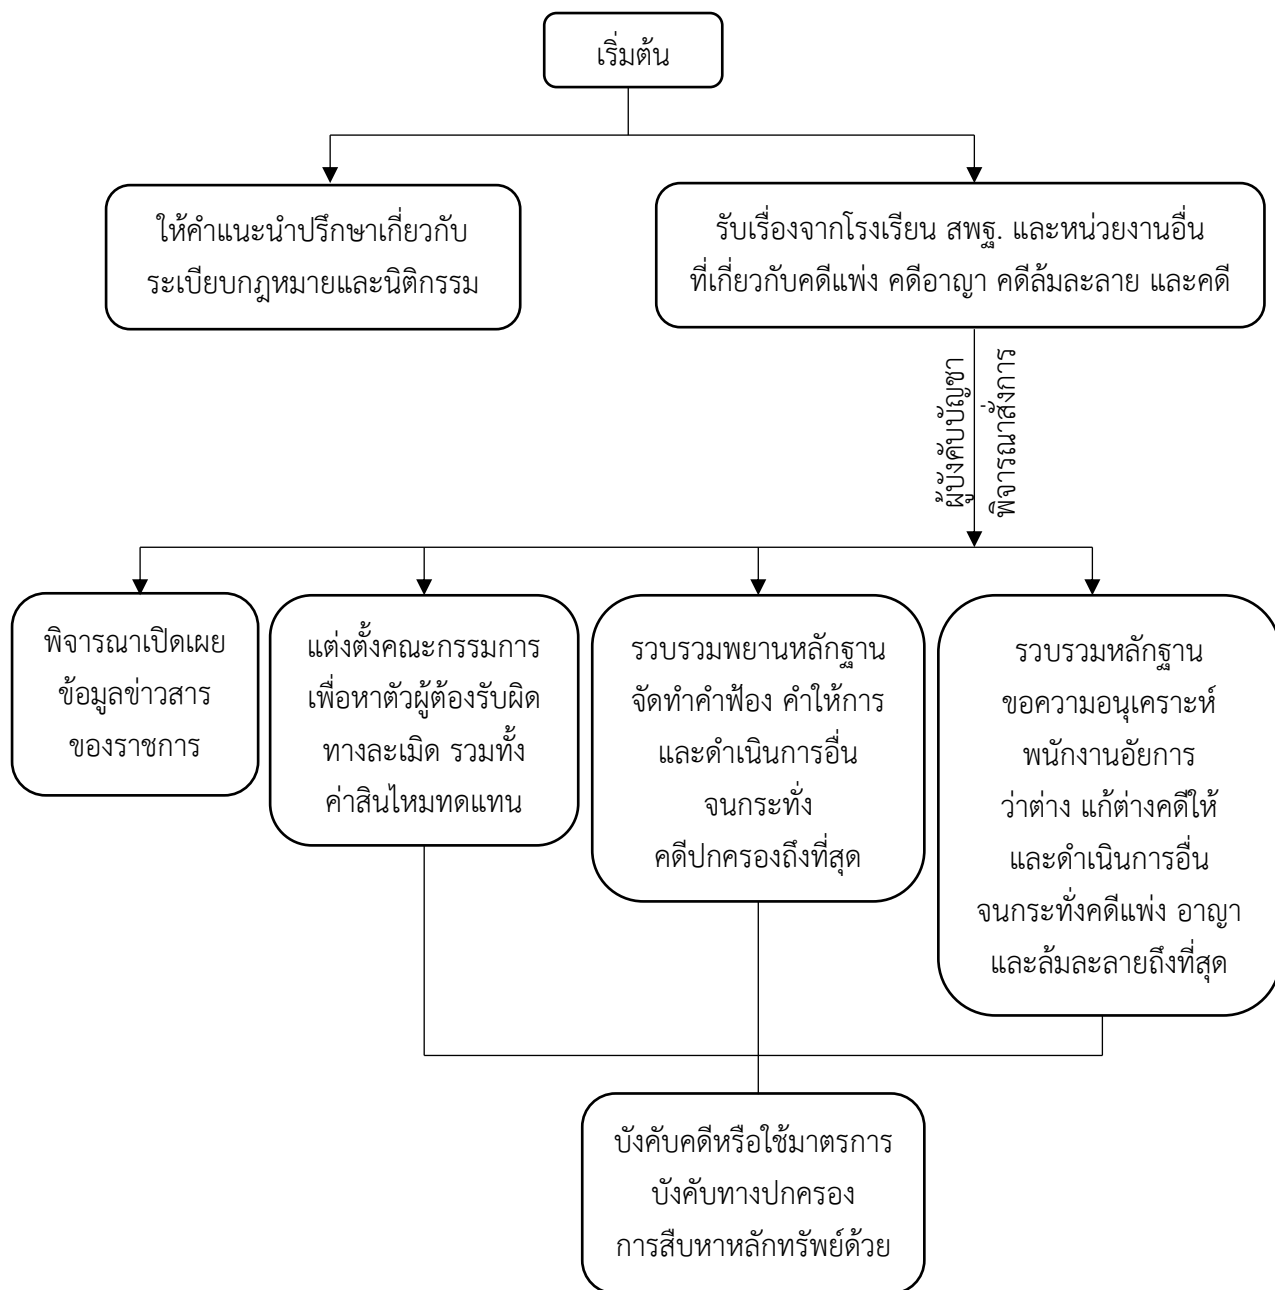 เริ่มต้น
ให้คำแนะนำปรึกษาเกี่ยวกับ
ระเบียบกฎหมายและนิติกรรม
รับเรื่องจากโรงเรียน สพฐ. และหน่วยงานอื่น
ที่เกี่ยวกับคดีแพ่ง คดีอาญา คดีล้มละลาย และคดี
ผู้บังคับบัญชา
พิจารณาสั่งการ
พิจารณาเปิดเผย
ข้อมูลข่าวสาร
ของราชการ
แต่งตั้งคณะกรรมการ
เพื่อหาตัวผู้ต้องรับผิด
ทางละเมิด รวมทั้ง
ค่าสินไหมทดแทน
รวบรวมพยานหลักฐาน
จัดทำคำฟ้อง คำให้การ
และดำเนินการอื่น
จนกระทั่ง
คดีปกครองถึงที่สุด
รวบรวมหลักฐาน
ขอความอนุเคราะห์
พนักงานอัยการ
ว่าต่าง แก้ต่างคดีให้
และดำเนินการอื่น
จนกระทั่งคดีแพ่ง อาญา
และล้มละลายถึงที่สุด
บังคับคดีหรือใช้มาตรการ
บังคับทางปกครอง
การสืบหาหลักทรัพย์ด้วย